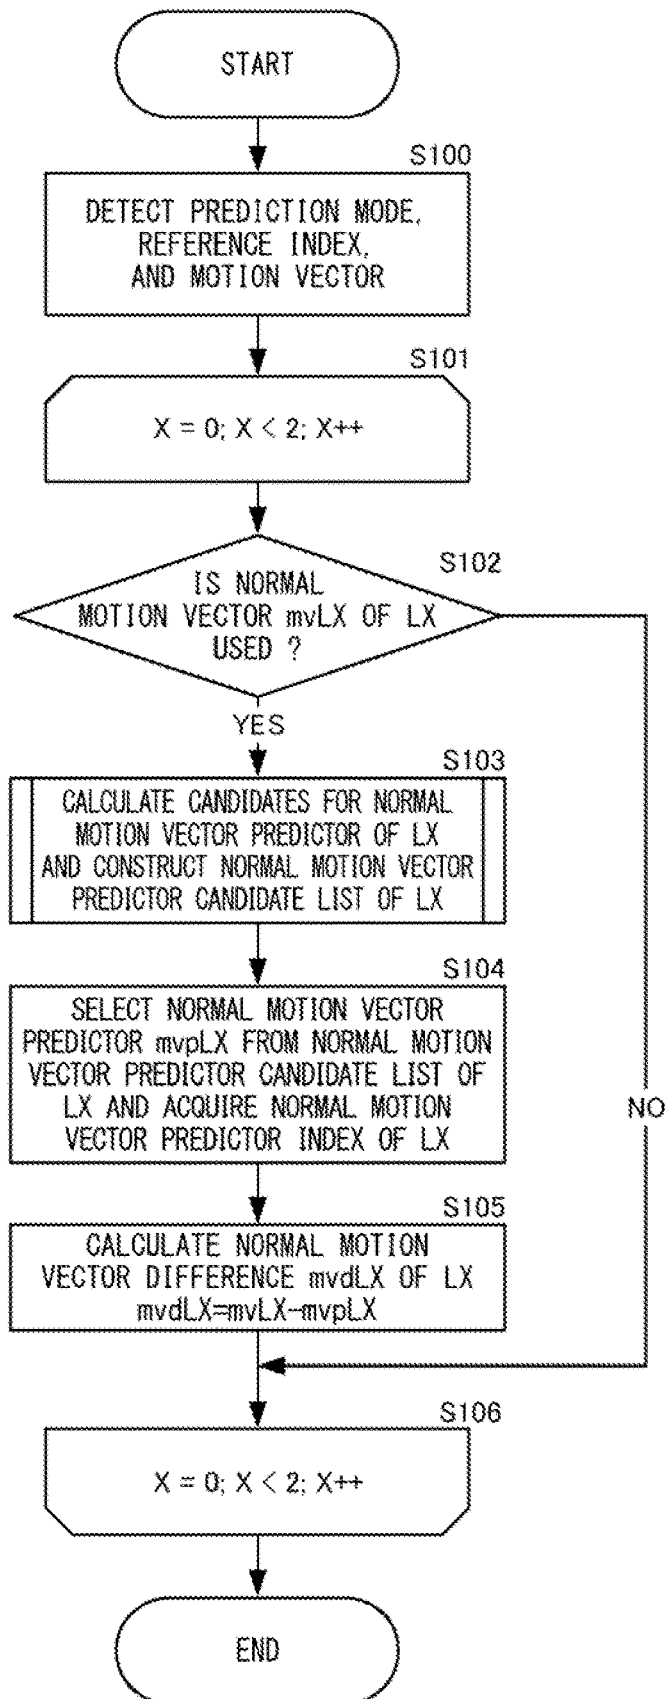 START
S100
DETECT PREDICTION MODE,
REFERENCE INDEX,
AND MOTION VECTOR
S101
X = 0; X < 2; X++
S102
IS NORMAL
MOTION VECTOR mvLX OF LX
USED ?
YES
S103
CALCULATE CANDIDATES FOR NORMAL
MOTION VECTOR PREDICTOR OF LX
AND CONSTRUCT NORMAL MOTION VECTOR
PREDICTOR CANDIDATE LIST OF LX
S104
SELECT NORMAL MOTION VECTOR
PREDICTOR mvpLX FROM NORMAL MOTION
VECTOR PREDICTOR CANDIDATE LIST OF
LX AND ACQUIRE NORMAL MOTION
VECTOR PREDICTOR INDEX OF LX
NO
S105
CALCULATE NORMAL MOTION
VECTOR DIFFERENCE mvdLX OF LX
mvdLX=mvLX-mvpLX
S106
X = 0; X < 2; X++
END